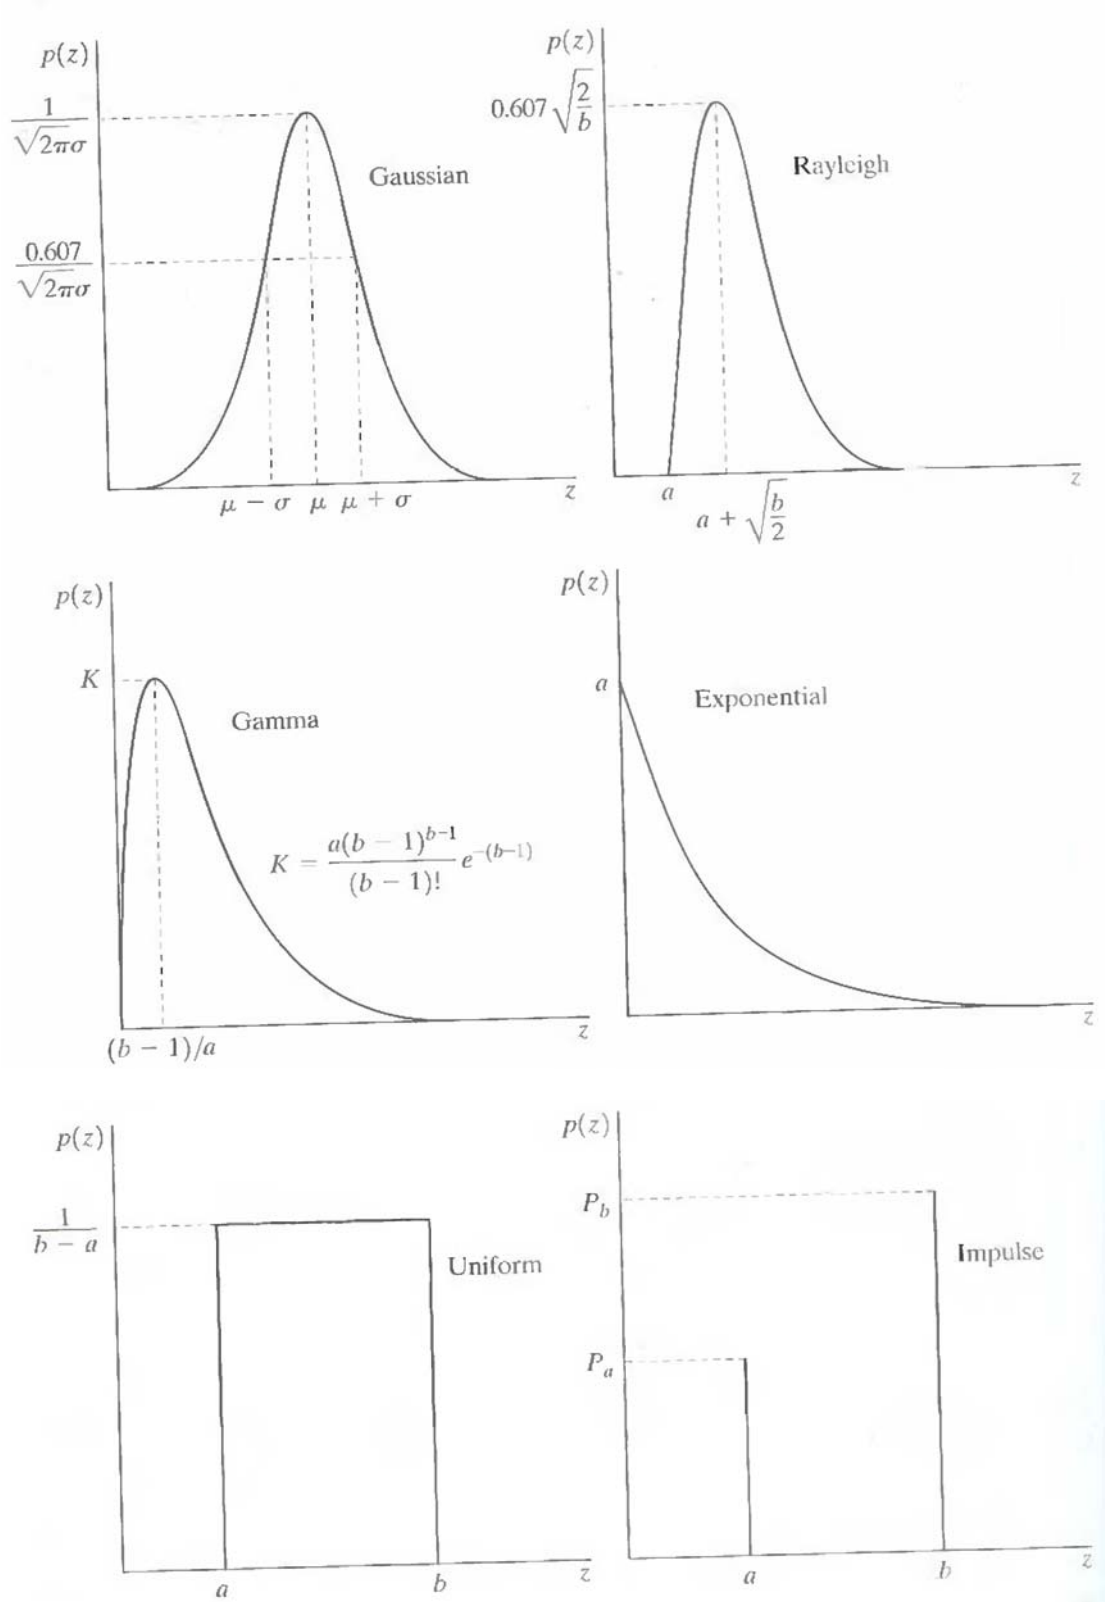 p(z)
1
√2πσ
Gaussian
0.607
√2πσ
μ − σ μ μ + σ z
p(z)
0.607 √2/b
Rayleigh
a z
a + √b/2
p(z)
K
Gamma
K = a(b − 1)^{b−1} / (b − 1)! e^{−(b−1)}
z
(b − 1)/a
p(z)
a
Exponential
z
p(z)
1
b − a
Uniform
a b z
p(z)
P_b
Impulse
P_a
a b z